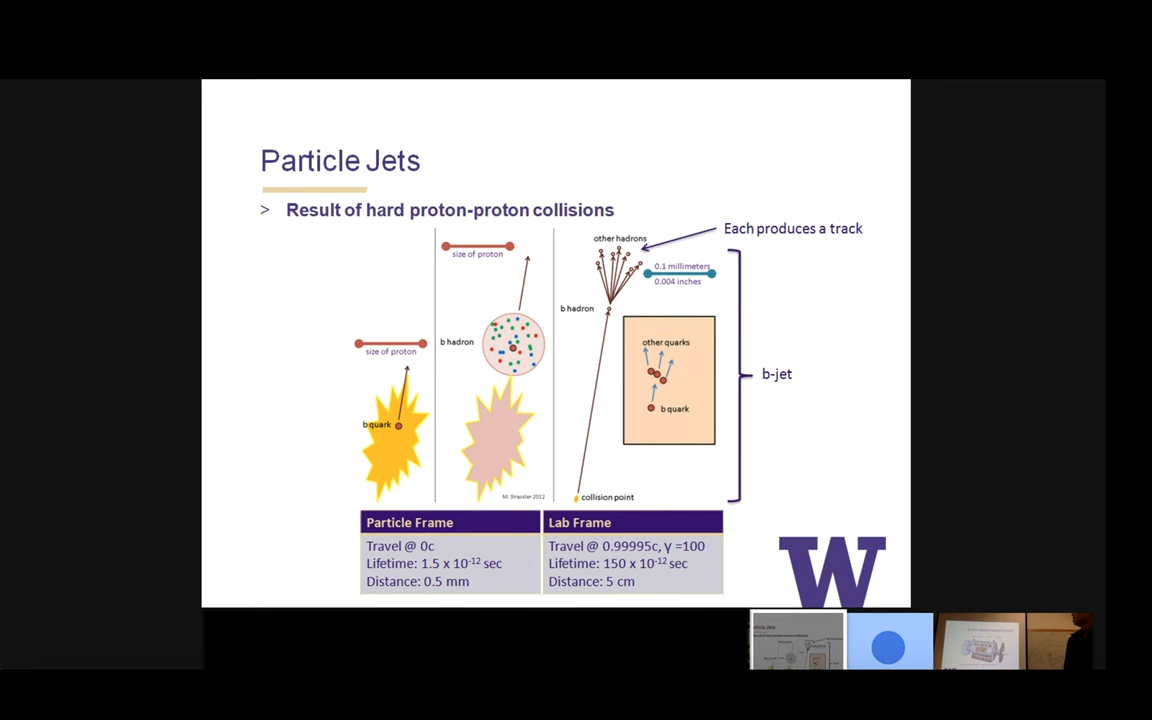 Particle Jets
> Result of hard proton-proton collisions
Each produces a track
other hadrons
size of proton
0.1 millimeters
0.004 inches
b hadron
b hadron
size of proton
other quarks
b-jet
b quark
b quark
M. Strassler 2012
collision point
Particle Frame
Travel @ 0c
Lifetime: 1.5 x 10⁻¹² sec
Distance: 0.5 mm
Lab Frame
Travel @ 0.99995c, γ =100
Lifetime: 150 x 10⁻¹² sec
Distance: 5 cm
W